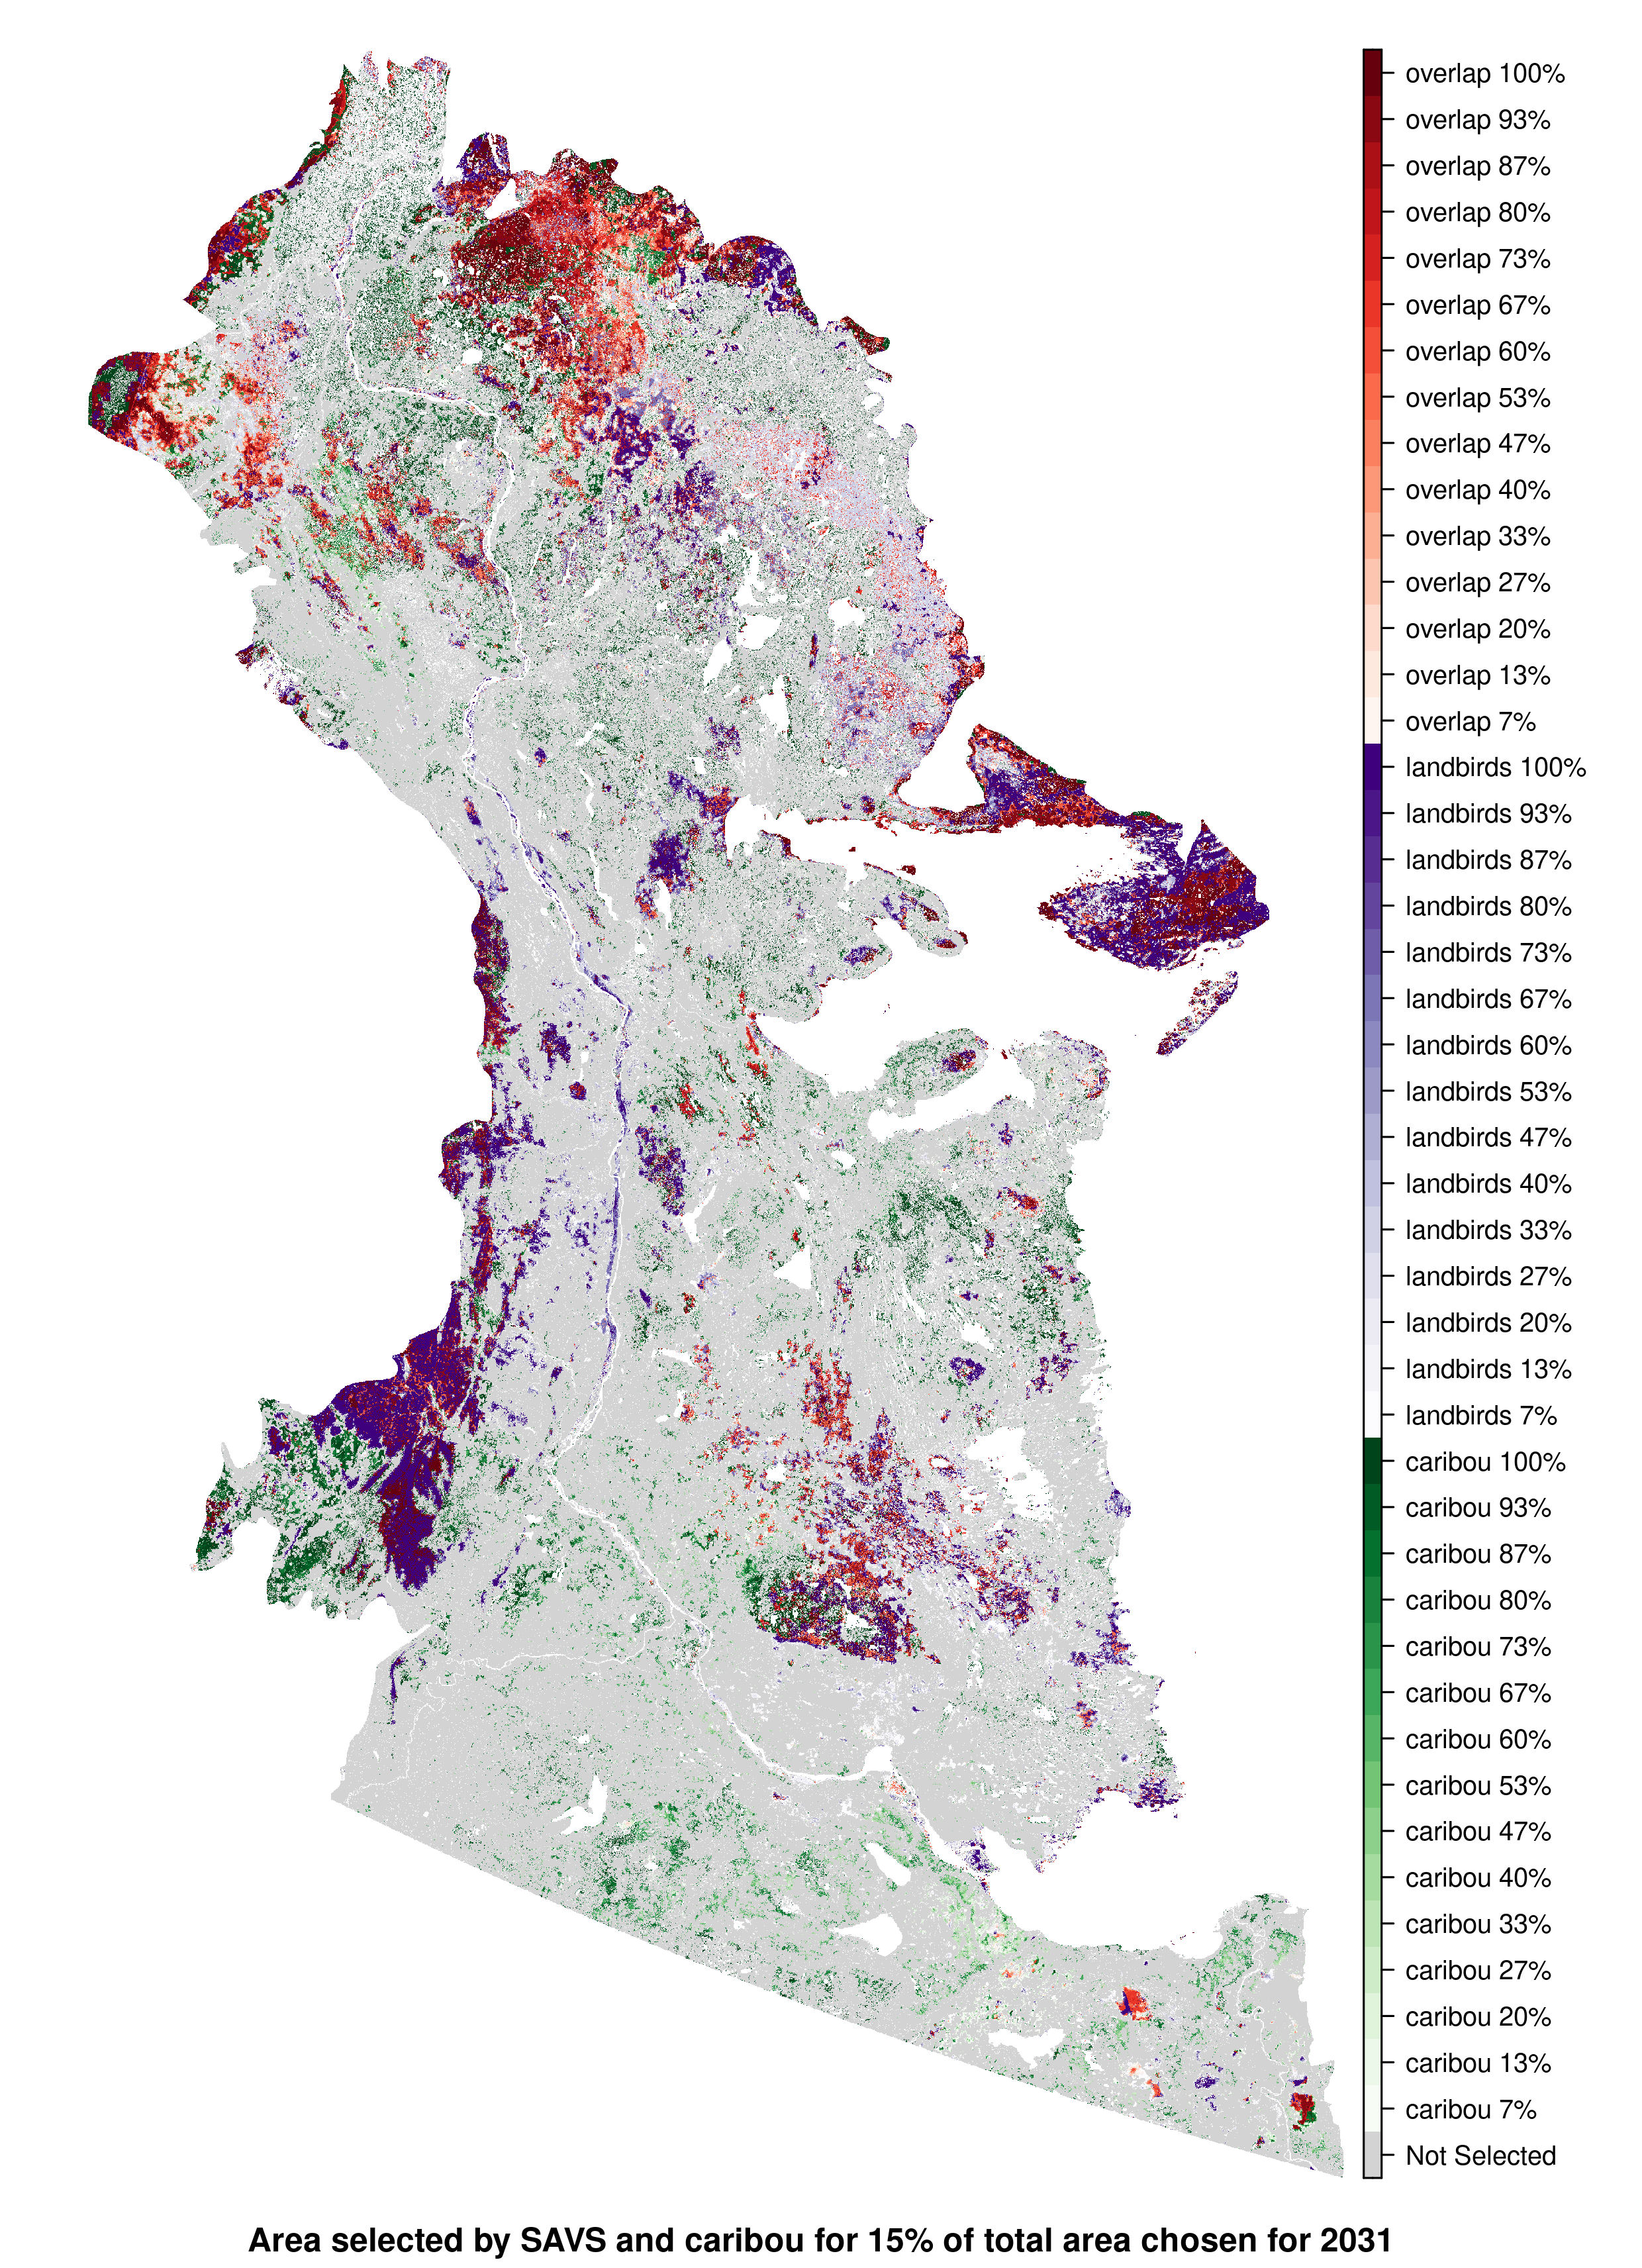 overlap 100%
overlap 93%
overlap 87%
overlap 80%
overlap 73%
overlap 67%
overlap 60%
overlap 53%
overlap 47%
overlap 40%
overlap 33%
overlap 27%
overlap 20%
overlap 13%
overlap 7%
landbirds 100%
landbirds 93%
landbirds 87%
landbirds 80%
landbirds 73%
landbirds 67%
landbirds 60%
landbirds 53%
landbirds 47%
landbirds 40%
landbirds 33%
landbirds 27%
landbirds 20%
landbirds 13%
landbirds 7%
caribou 100%
caribou 93%
caribou 87%
caribou 80%
caribou 73%
caribou 67%
caribou 60%
caribou 53%
caribou 47%
caribou 40%
caribou 33%
caribou 27%
caribou 20%
caribou 13%
caribou 7%
Not Selected
Area selected by SAVS and caribou for 15% of total area chosen for 2031